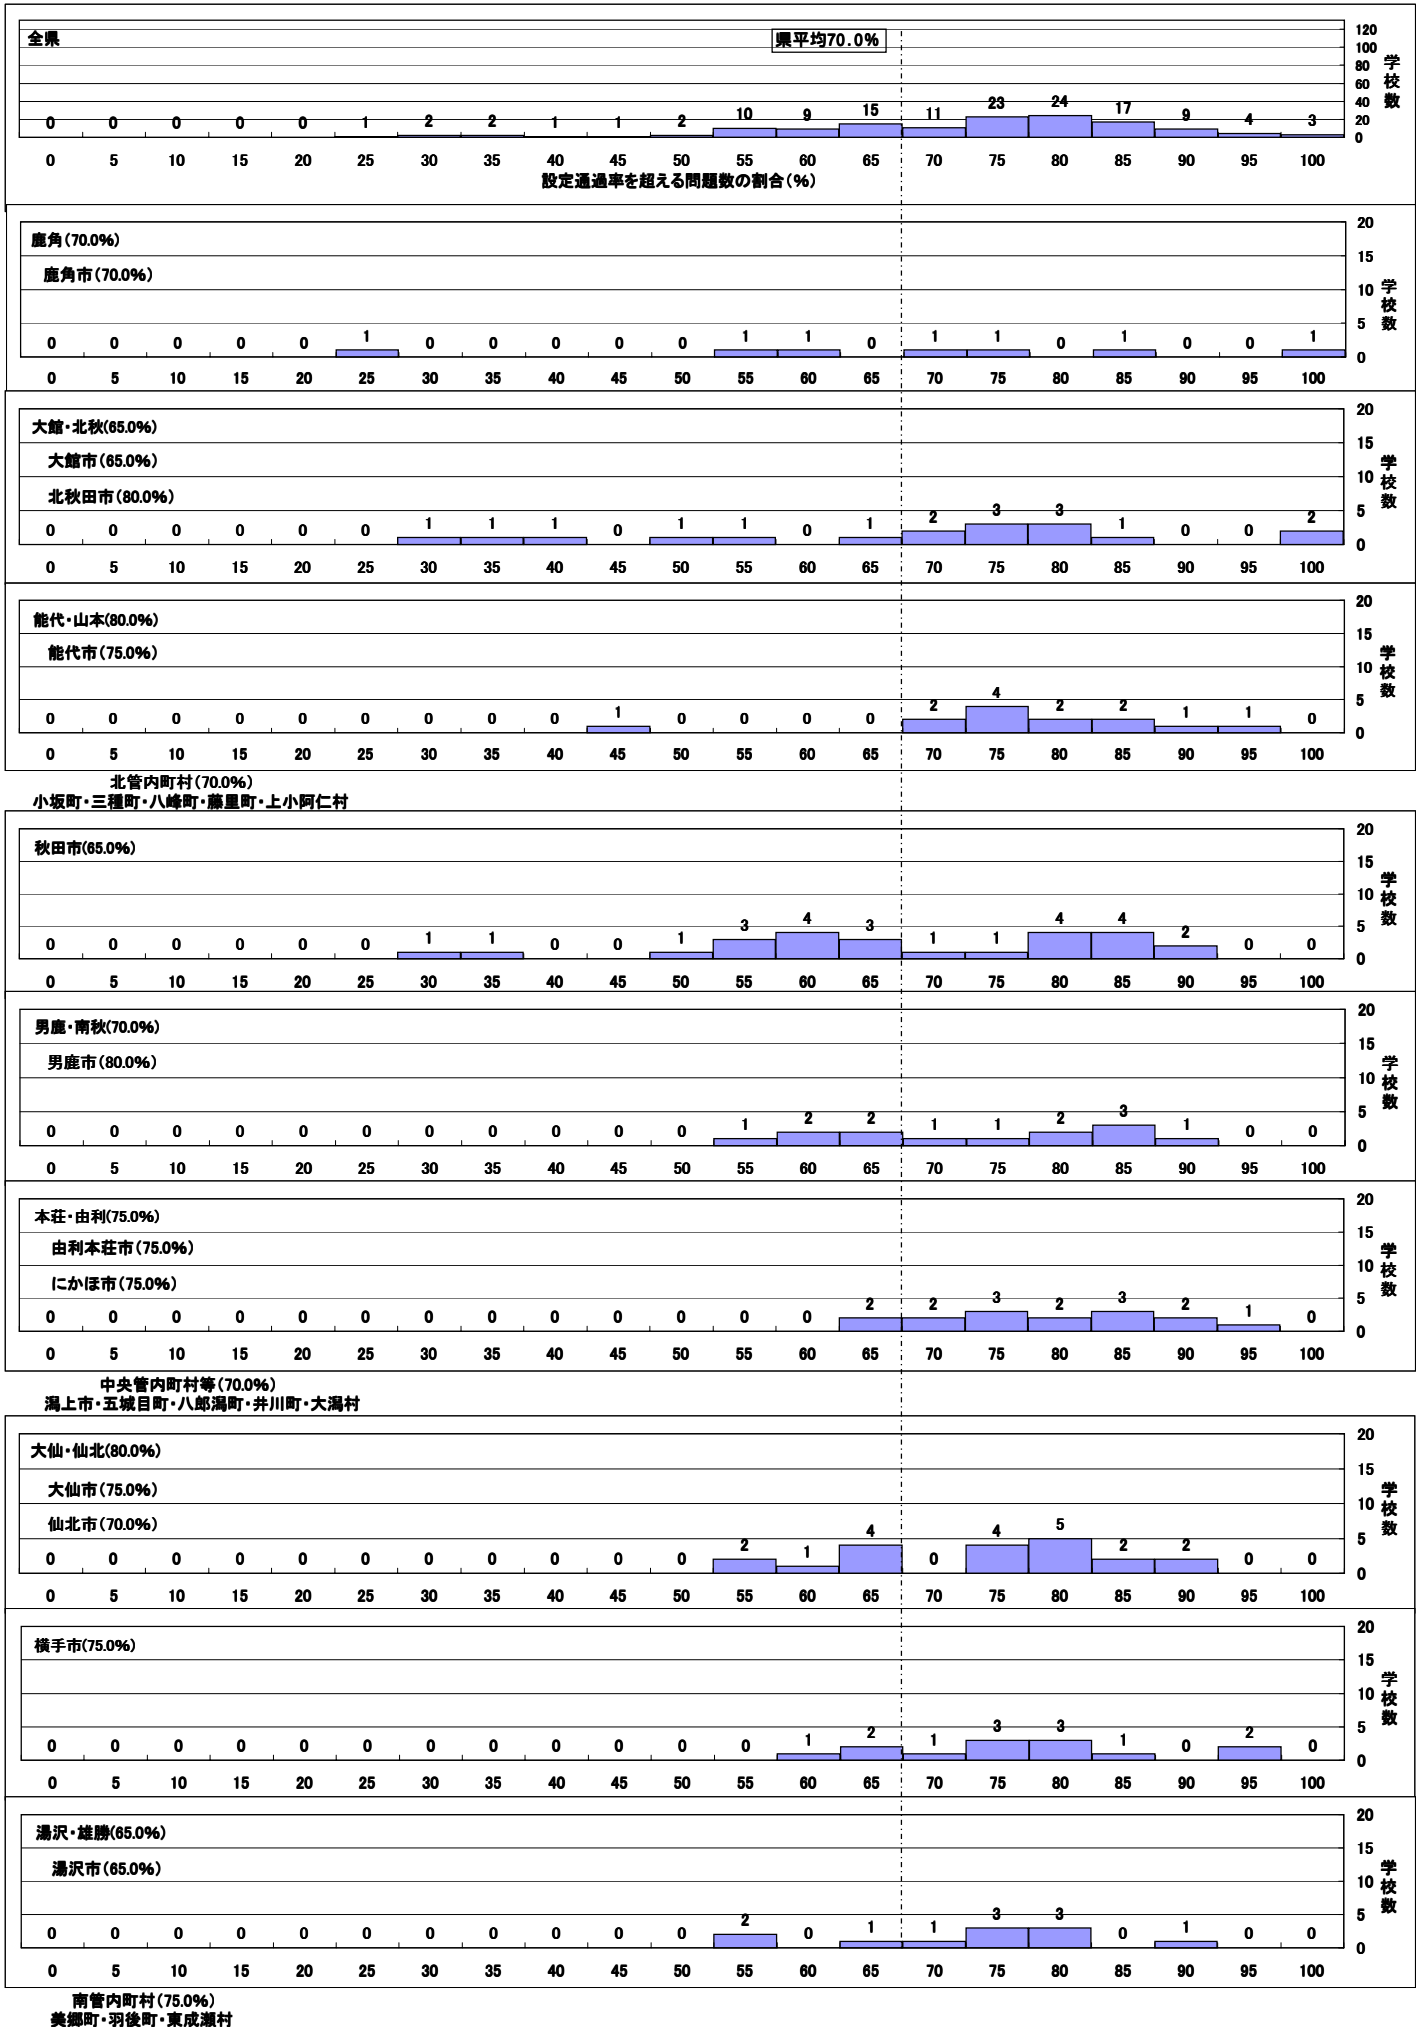 全県
県平均70.0%
120
100
80
60
40
20
0
学校数
0 0 0 0 0 1 2 2 1 1 2 10 9 15 11 23 24 17 9 4 3
0 5 10 15 20 25 30 35 40 45 50 55 60 65 70 75 80 85 90 95 100
設定通過率を超える問題数の割合(%)
鹿角(70.0%)
鹿角市(70.0%)
20
15
10
5
0
学校数
0 0 0 0 0 1 0 0 0 0 0 1 1 0 1 1 0 1 0 0 1
0 5 10 15 20 25 30 35 40 45 50 55 60 65 70 75 80 85 90 95 100
大館・北秋(65.0%)
大館市(65.0%)
北秋田市(80.0%)
20
15
10
5
0
学校数
0 0 0 0 0 0 1 1 1 0 1 1 0 1 2 3 3 1 0 0 2
0 5 10 15 20 25 30 35 40 45 50 55 60 65 70 75 80 85 90 95 100
能代・山本(80.0%)
能代市(75.0%)
20
15
10
5
0
学校数
0 0 0 0 0 0 0 0 0 1 0 0 0 0 2 4 2 2 1 1 0
0 5 10 15 20 25 30 35 40 45 50 55 60 65 70 75 80 85 90 95 100
北管内町村(70.0%)
小坂町・三種町・八峰町・藤里町・上小阿仁村
秋田市(65.0%)
20
15
10
5
0
学校数
0 0 0 0 0 0 1 1 0 0 1 3 4 3 1 1 4 4 2 0 0
0 5 10 15 20 25 30 35 40 45 50 55 60 65 70 75 80 85 90 95 100
男鹿・南秋(70.0%)
男鹿市(80.0%)
20
15
10
5
0
学校数
0 0 0 0 0 0 0 0 0 0 0 1 2 2 1 1 2 3 1 0 0
0 5 10 15 20 25 30 35 40 45 50 55 60 65 70 75 80 85 90 95 100
本荘・由利(75.0%)
由利本荘市(75.0%)
にかほ市(75.0%)
20
15
10
5
0
学校数
0 0 0 0 0 0 0 0 0 0 0 0 0 2 2 3 2 3 2 1 0
0 5 10 15 20 25 30 35 40 45 50 55 60 65 70 75 80 85 90 95 100
中央管内町村等(70.0%)
潟上市・五城目町・八郎潟町・井川町・大潟村
大仙・仙北(80.0%)
大仙市(75.0%)
仙北市(70.0%)
20
15
10
5
0
学校数
0 0 0 0 0 0 0 0 0 0 0 2 1 4 0 4 5 2 2 0 0
0 5 10 15 20 25 30 35 40 45 50 55 60 65 70 75 80 85 90 95 100
横手市(75.0%)
20
15
10
5
0
学校数
0 0 0 0 0 0 0 0 0 0 0 0 1 2 1 3 3 1 0 2 0
0 5 10 15 20 25 30 35 40 45 50 55 60 65 70 75 80 85 90 95 100
湯沢・雄勝(65.0%)
湯沢市(65.0%)
20
15
10
5
0
学校数
0 0 0 0 0 0 0 0 0 0 0 2 0 1 1 3 3 0 1 0 0
0 5 10 15 20 25 30 35 40 45 50 55 60 65 70 75 80 85 90 95 100
南管内町村(75.0%)
美郷町・羽後町・東成瀬村